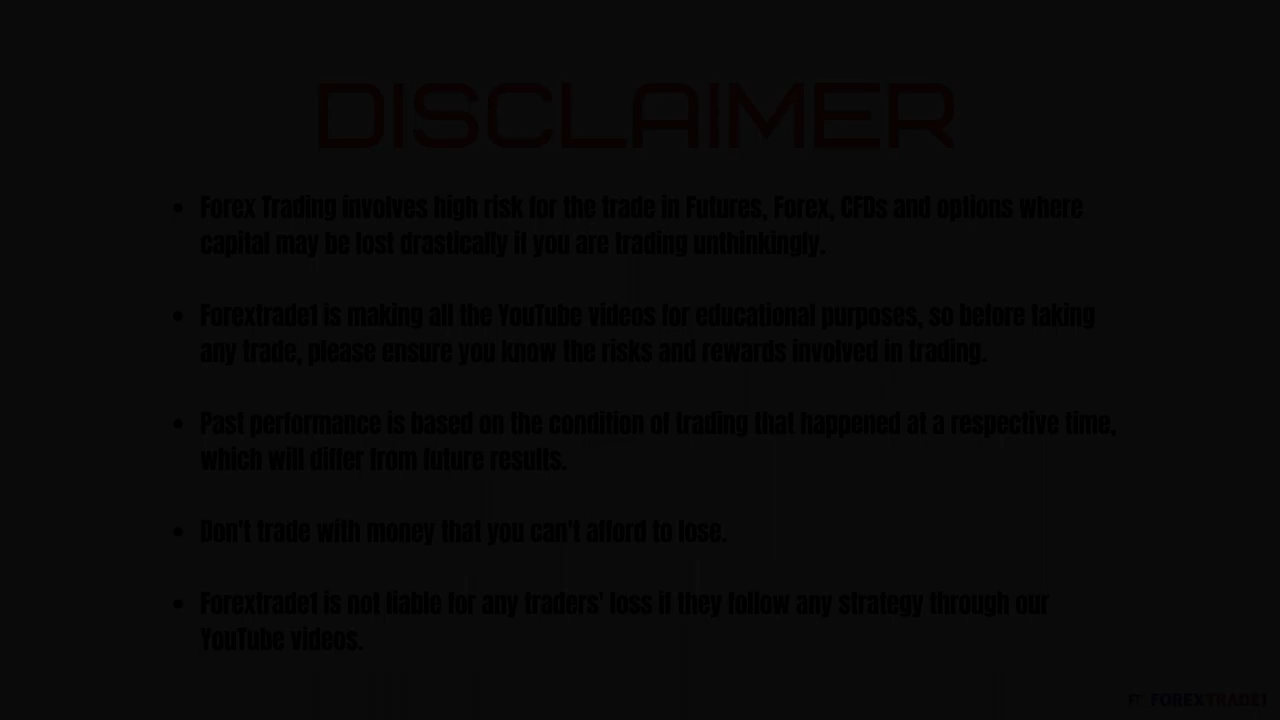 DISCLAIMER
• Forex Trading involves high risk for the trade in Futures, Forex, CFDs and options where
capital may be lost drastically if you are trading unthinkingly.
• Forextrade1 is making all the YouTube videos for educational purposes, so before taking
any trade, please ensure you know the risks and rewards involved in trading.
• Past performance is based on the condition of trading that happened at a respective time,
which will differ from future results.
• Don't trade with money that you can't afford to lose.
• Forextrade1 is not liable for any traders' loss if they follow any strategy through our
YouTube videos.
FOREXTRADE1